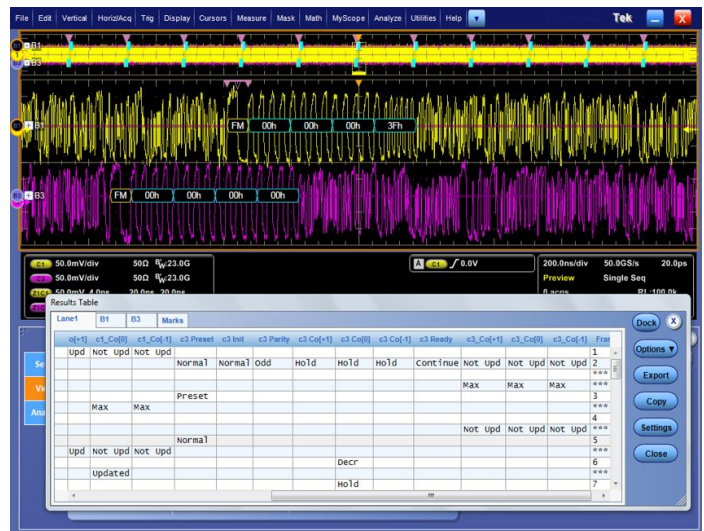 File Edit Vertical Horiz/Acq Trig Display Cursors Measure Mask Math MyScope Analyze Utilities Help Tek X
B1
B3
B1 FM 00h 00h 00h 3Fh
B3 FM 00h 00h 00h 00h
C1 50.0mV/div 50Ω BW:23.0G A C1 0.0V 200.0ns/div 50.0GS/s 20.0ps
50.0mV/div 50Ω BW:23.0G Preview Single Seq
Z1C1 50.0mV 4.0ns 20.0ns 20.0ns 0 acqs RL:100.0k
Results Table
Lane1 B1 B3 Marks Dock X
o[+1] c1_Co[0] c1_Co[-1] c3 Preset c3 Init c3 Parity c3 Co[+1] c3 Co[0] c3 Co[-1] c3 Ready c3_Co[+1] c3_Co[0] c3_Co[-1] Fra
Upd Not Upd Not Upd 1
Normal Normal Odd Hold Hold Hold Continue Not Upd Not Upd Not Upd 2
Max Max Max ***
Preset 3
Max Max ***
4
Not Upd Not Upd Not Upd ***
Normal 5
Upd Not Upd Not Upd ***
Decr 6
Updated ***
Hold 7
Options ▼
Export
Copy
Settings
Close
Se
Vi
Ana